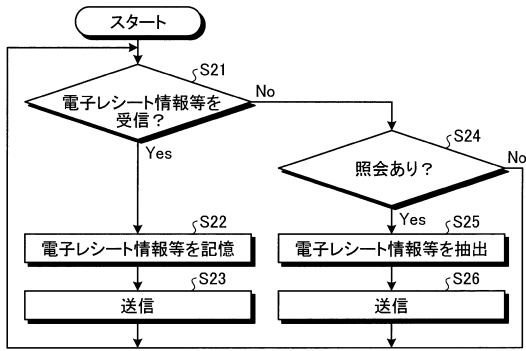 スタート
S21
電子レシート情報等を
受信？
No
Yes
S24
照会あり？
No
Yes
S22
電子レシート情報等を記憶
S25
電子レシート情報等を抽出
S23
送信
S26
送信